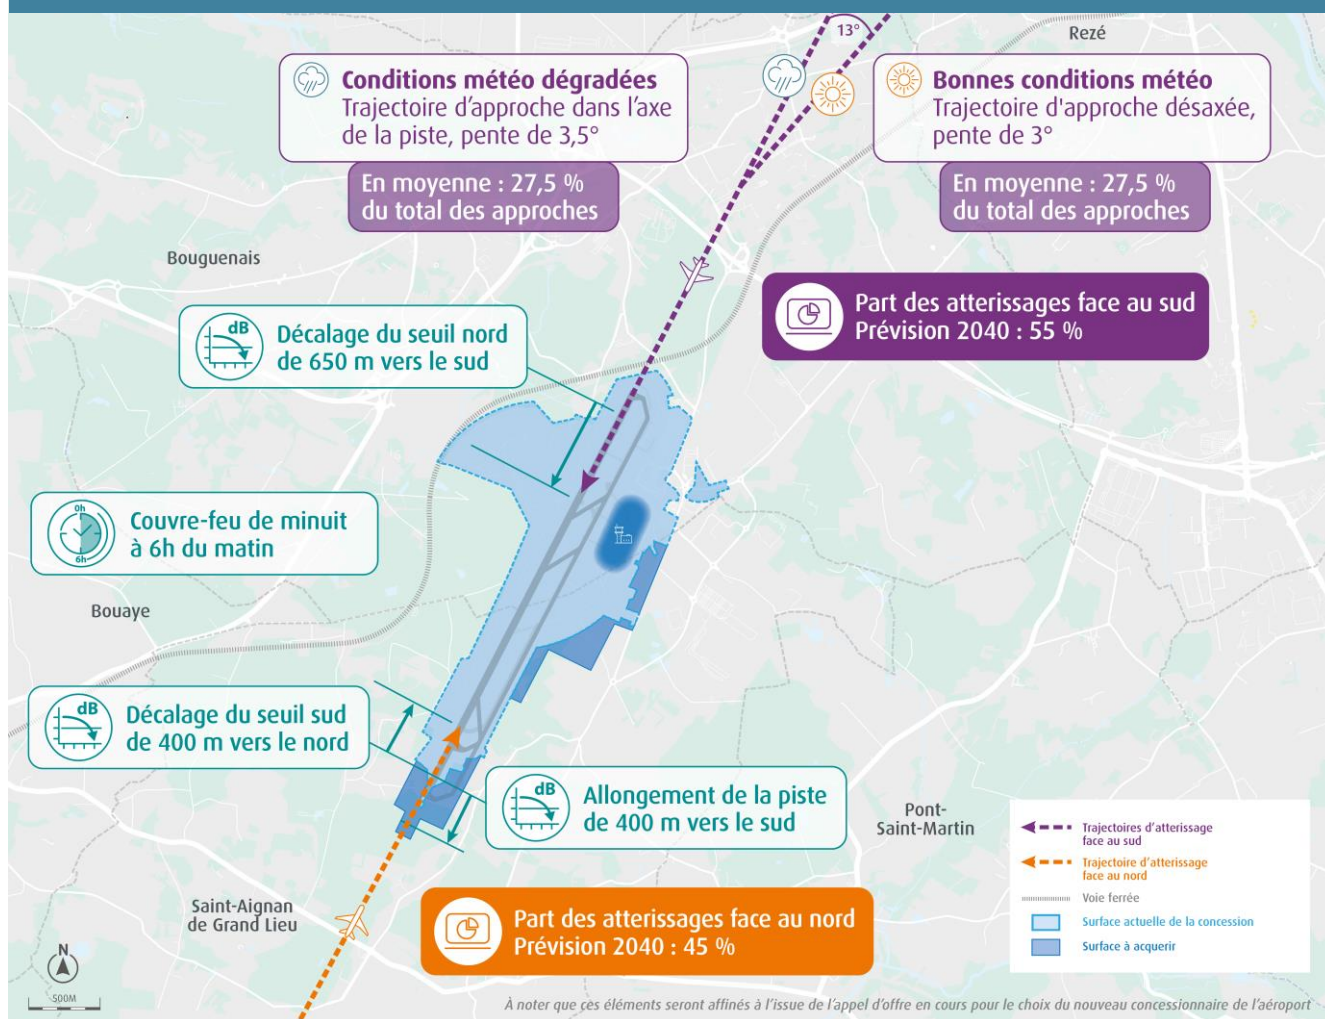 13°
Rezé
Conditions météo dégradées
Trajectoire d'approche dans l'axe
de la piste, pente de 3,5°
En moyenne : 27,5 %
du total des approches
Bonnes conditions météo
Trajectoire d'approche désaxée,
pente de 3°
En moyenne : 27,5 %
du total des approches
Bouguenais
Part des atterissages face au sud
Prévision 2040 : 55 %
dB
Décalage du seuil nord
de 650 m vers le sud
0h
6h
Couvre-feu de minuit
à 6h du matin
Bouaye
dB
Décalage du seuil sud
de 400 m vers le nord
dB
Allongement de la piste
de 400 m vers le sud
Pont-
Saint-Martin
Saint-Aignan
de Grand Lieu
Part des atterissages face au nord
Prévision 2040 : 45 %
Trajectoires d'atterissage
face au sud
Trajectoire d'atterissage
face au nord
Voie ferrée
Surface actuelle de la concession
Surface à acquerir
N
500M
À noter que ces éléments seront affinés à l'issue de l'appel d'offre en cours pour le choix du nouveau concessionnaire de l'aéroport